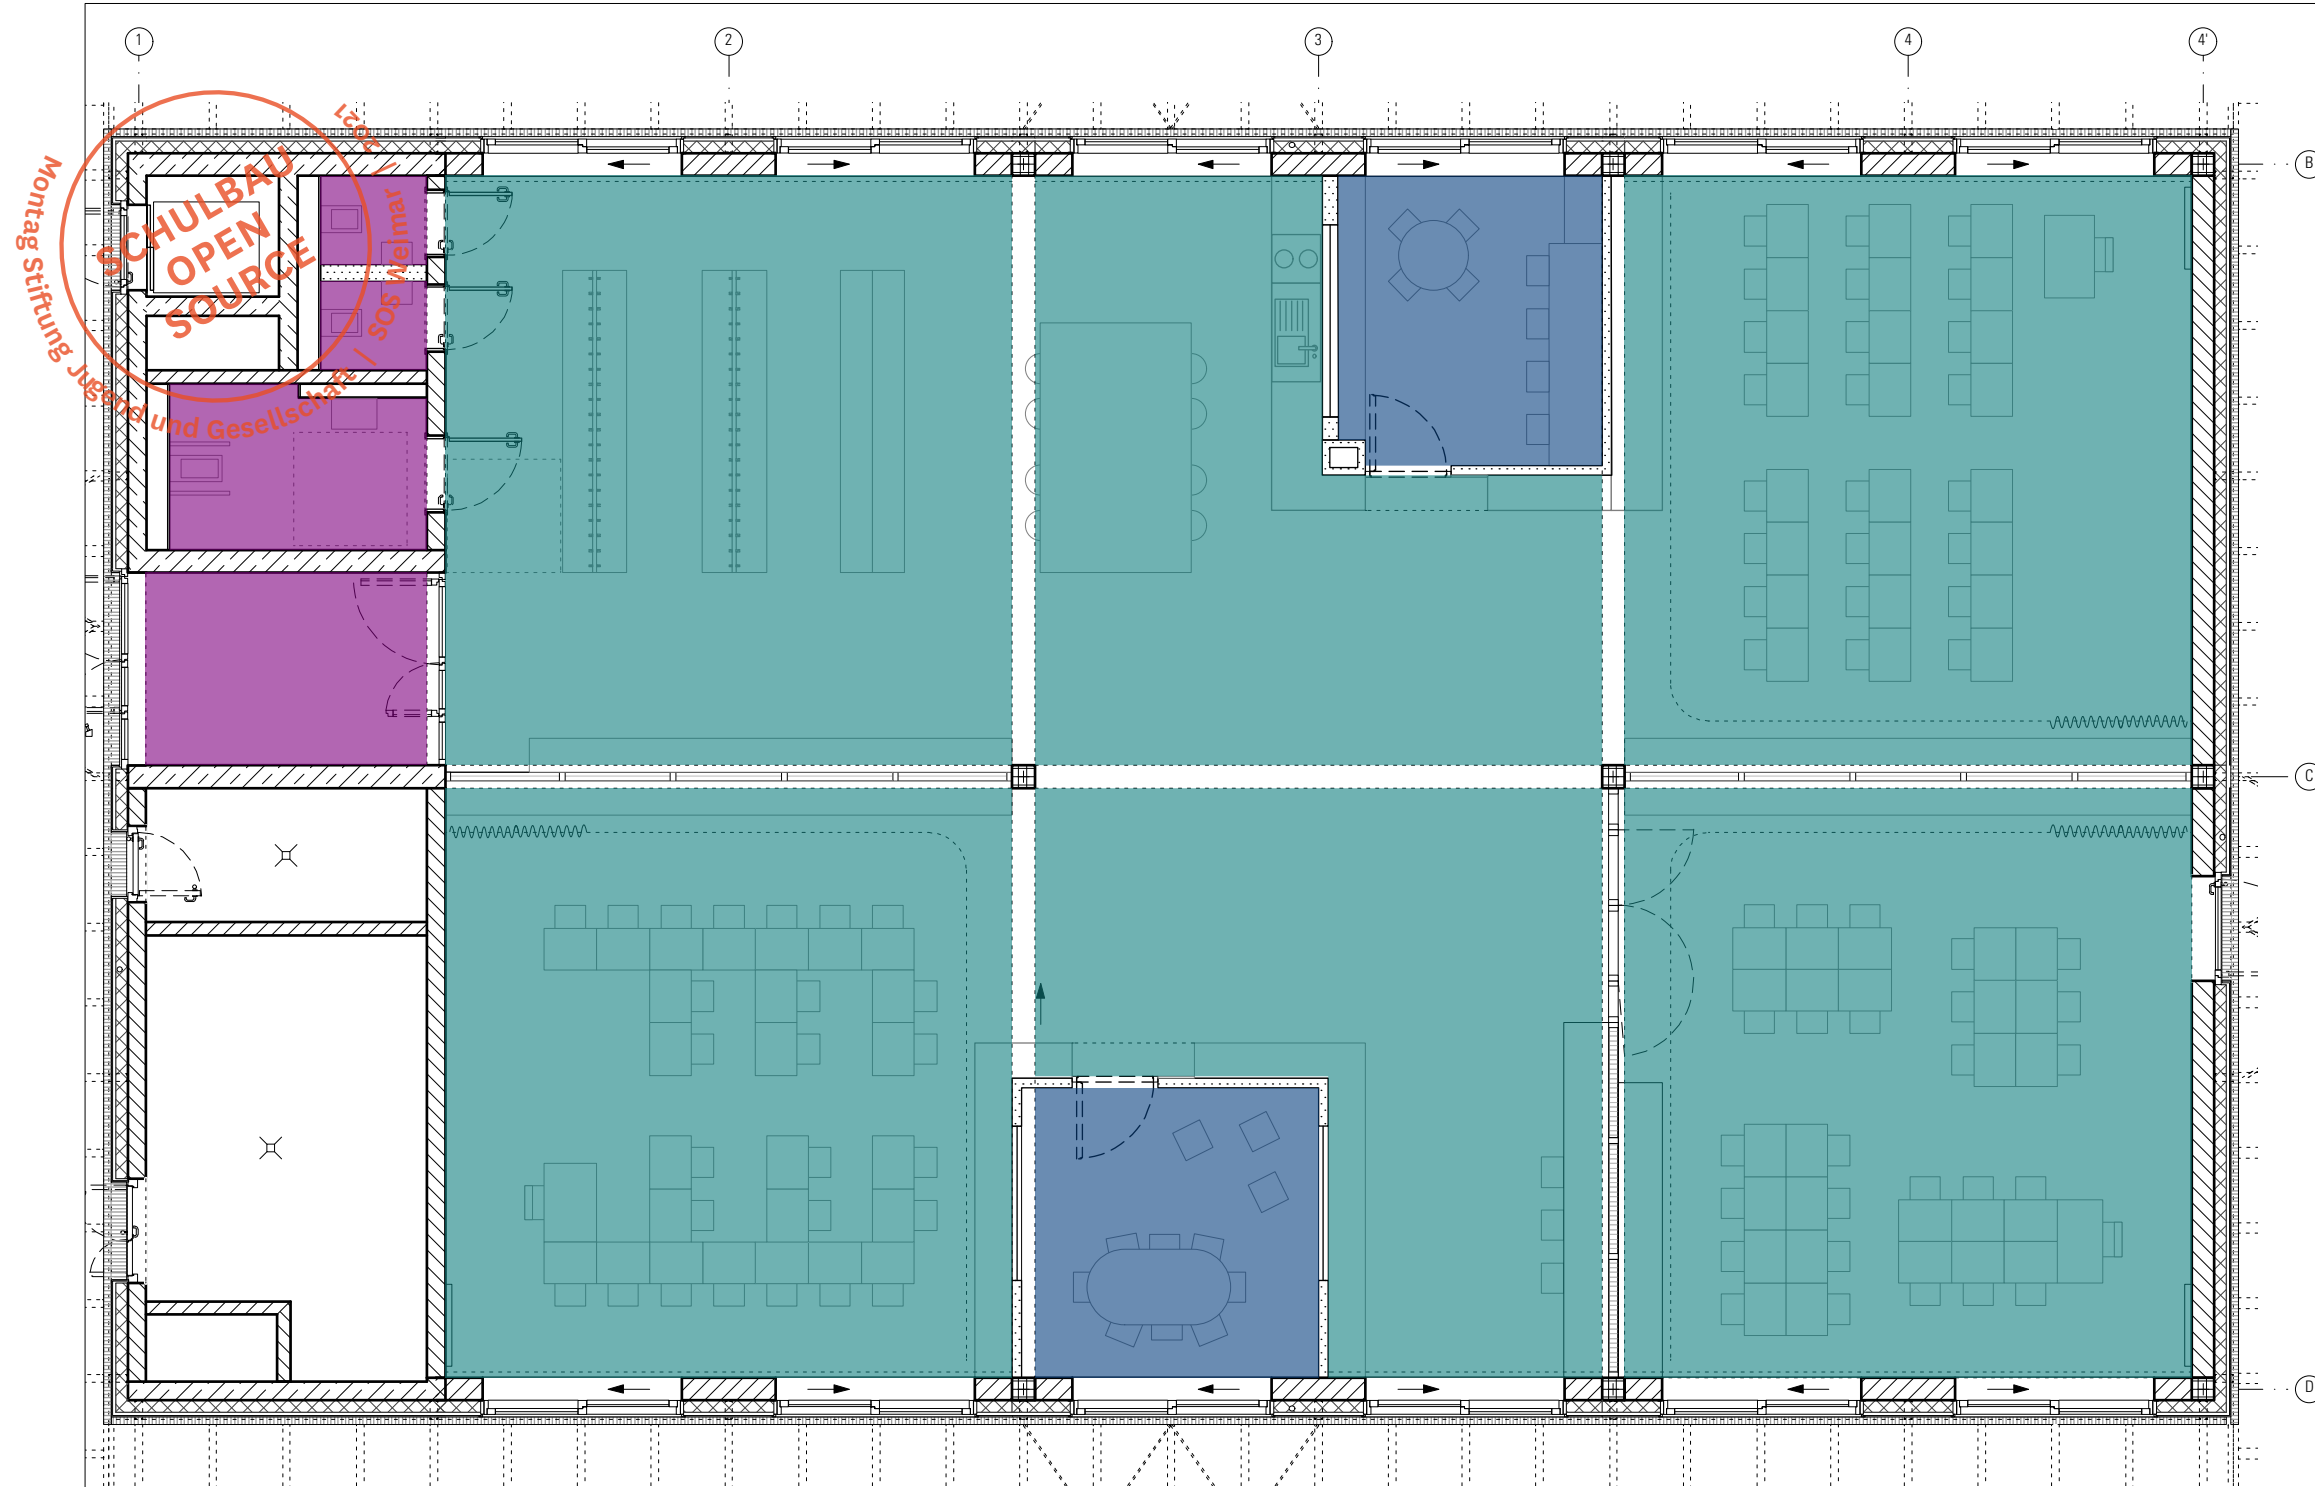 1
2
3
4
4'
B
C
D
SCHULBAU
OPEN
SOURCE
Montag Stiftung Jugend und Gesellschaft / SOS Weimar / 2021